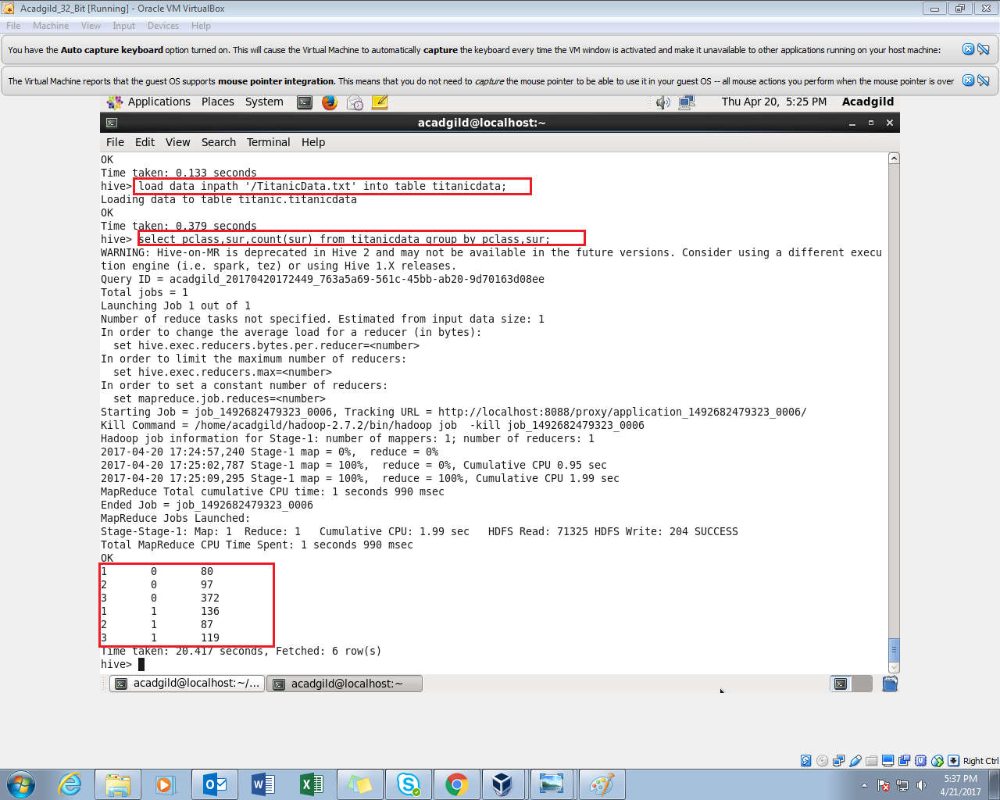 Acadgild_32_Bit [Running] - Oracle VM VirtualBox
File Machine View Input Devices Help
You have the Auto capture keyboard option turned on. This will cause the Virtual Machine to automatically capture the keyboard every time the VM window is activated and make it unavailable to other applications running on your host machine:
The Virtual Machine reports that the guest OS supports mouse pointer integration. This means that you do not need to capture the mouse pointer to be able to use it in your guest OS -- all mouse actions you perform when the mouse pointer is over
Applications Places System Thu Apr 20, 5:25 PM Acadgild
acadgild@localhost:~
File Edit View Search Terminal Help
OK
Time taken: 0.133 seconds
hive> load data inpath '/TitanicData.txt' into table titanicdata;
Loading data to table titanic.titanicdata
OK
Time taken: 0.379 seconds
hive> select pclass,sur,count(sur) from titanicdata group by pclass,sur;
WARNING: Hive-on-MR is deprecated in Hive 2 and may not be available in the future versions. Consider using a different execu
tion engine (i.e. spark, tez) or using Hive 1.X releases.
Query ID = acadgild_20170420172449_763a5a69-561c-45bb-ab20-9d70163d08ee
Total jobs = 1
Launching Job 1 out of 1
Number of reduce tasks not specified. Estimated from input data size: 1
In order to change the average load for a reducer (in bytes):
  set hive.exec.reducers.bytes.per.reducer=<number>
In order to limit the maximum number of reducers:
  set hive.exec.reducers.max=<number>
In order to set a constant number of reducers:
  set mapreduce.job.reduces=<number>
Starting Job = job_1492682479323_0006, Tracking URL = http://localhost:8088/proxy/application_1492682479323_0006/
Kill Command = /home/acadgild/hadoop-2.7.2/bin/hadoop job  -kill job_1492682479323_0006
Hadoop job information for Stage-1: number of mappers: 1; number of reducers: 1
2017-04-20 17:24:57,240 Stage-1 map = 0%,  reduce = 0%
2017-04-20 17:25:02,787 Stage-1 map = 100%,  reduce = 0%, Cumulative CPU 0.95 sec
2017-04-20 17:25:09,295 Stage-1 map = 100%,  reduce = 100%, Cumulative CPU 1.99 sec
MapReduce Total cumulative CPU time: 1 seconds 990 msec
Ended Job = job_1492682479323_0006
MapReduce Jobs Launched:
Stage-Stage-1: Map: 1  Reduce: 1   Cumulative CPU: 1.99 sec   HDFS Read: 71325 HDFS Write: 204 SUCCESS
Total MapReduce CPU Time Spent: 1 seconds 990 msec
OK
1 0 80
2 0 97
3 0 372
1 1 136
2 1 87
3 1 119
Time taken: 20.417 seconds, Fetched: 6 row(s)
hive>
acadgild@localhost:~/... acadgild@localhost:~
Right Ctrl
5:37 PM
4/21/2017